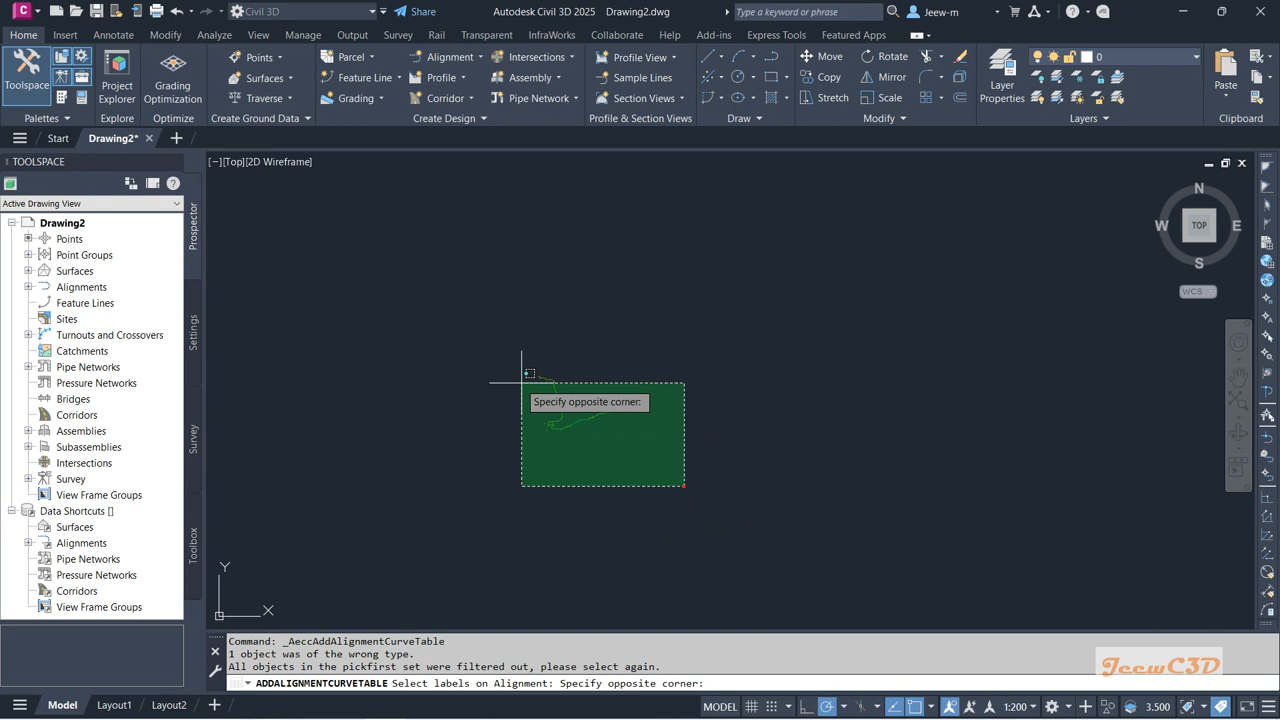 Civil 3D
Share
Autodesk Civil 3D 2025 Drawing2.dwg
Type a keyword or phrase
Jeew-m
Home Insert Annotate Modify Analyze View Manage Output Survey Rail Transparent InfraWorks Collaborate Help Add-ins Express Tools Featured Apps
Toolspace
Palettes
Project Explorer
Explore
Grading Optimization
Optimize
Points
Surfaces
Traverse
Create Ground Data
Parcel
Feature Line
Grading
Alignment
Profile
Corridor
Intersections
Assembly
Pipe Network
Create Design
Profile View
Sample Lines
Section Views
Profile & Section Views
Draw
Move
Copy
Stretch
Rotate
Mirror
Scale
Modify
Layer Properties
0
Layers
Paste
Clipboard
Start Drawing2*
TOOLSPACE
Active Drawing View
Drawing2
Points
Point Groups
Surfaces
Alignments
Feature Lines
Sites
Turnouts and Crossovers
Catchments
Pipe Networks
Pressure Networks
Bridges
Corridors
Assemblies
Subassemblies
Intersections
Survey
View Frame Groups
Data Shortcuts []
Surfaces
Alignments
Pipe Networks
Pressure Networks
Corridors
View Frame Groups
Prospector
Settings
Survey
Toolbox
[−][Top][2D Wireframe]
N
W TOP E
S
WCS
Specify opposite corner:
Y
X
Command: _AeccAddAlignmentCurveTable
1 object was of the wrong type.
All objects in the pickfirst set were filtered out, please select again.
ADDALIGNMENTCURVETABLE Select labels on Alignment: Specify opposite corner:
JeewC3D
Model Layout1 Layout2
MODEL
1:200
3.500